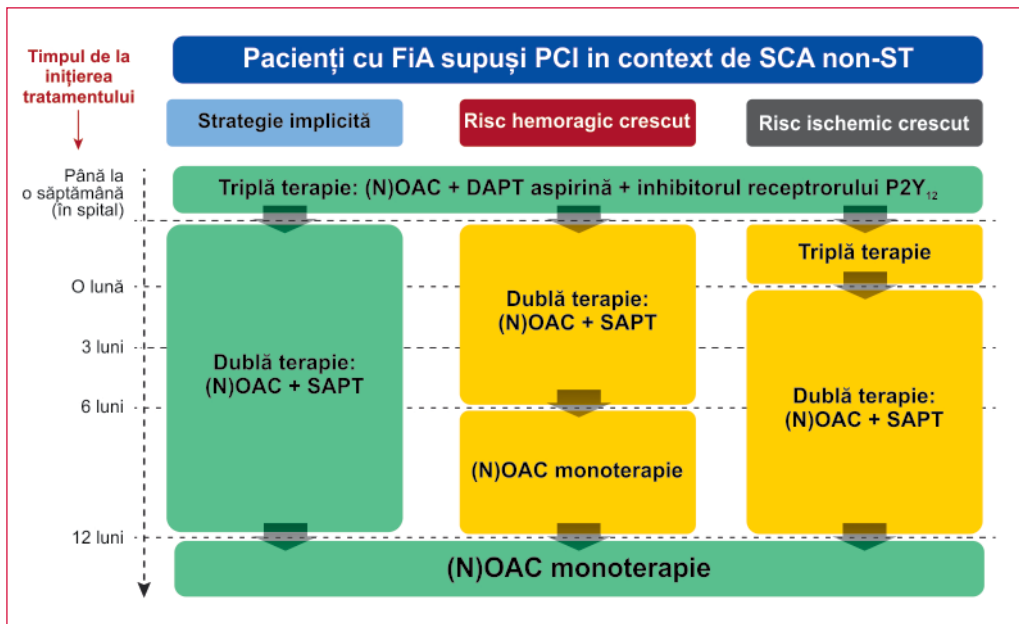 Pacienți cu FiA supuși PCI in context de SCA non-ST
Timpul de la
inițierea
tratamentului
Strategie implicită
Risc hemoragic crescut
Risc ischemic crescut
Până la
o săptămână
(în spital)
Triplă terapie: (N)OAC + DAPT aspirină + inhibitorul receptrorului P2Y₁₂
Triplă terapie
O lună
Dublă terapie:
(N)OAC + SAPT
3 luni
Dublă terapie:
(N)OAC + SAPT
6 luni
Dublă terapie:
(N)OAC + SAPT
(N)OAC monoterapie
12 luni
(N)OAC monoterapie